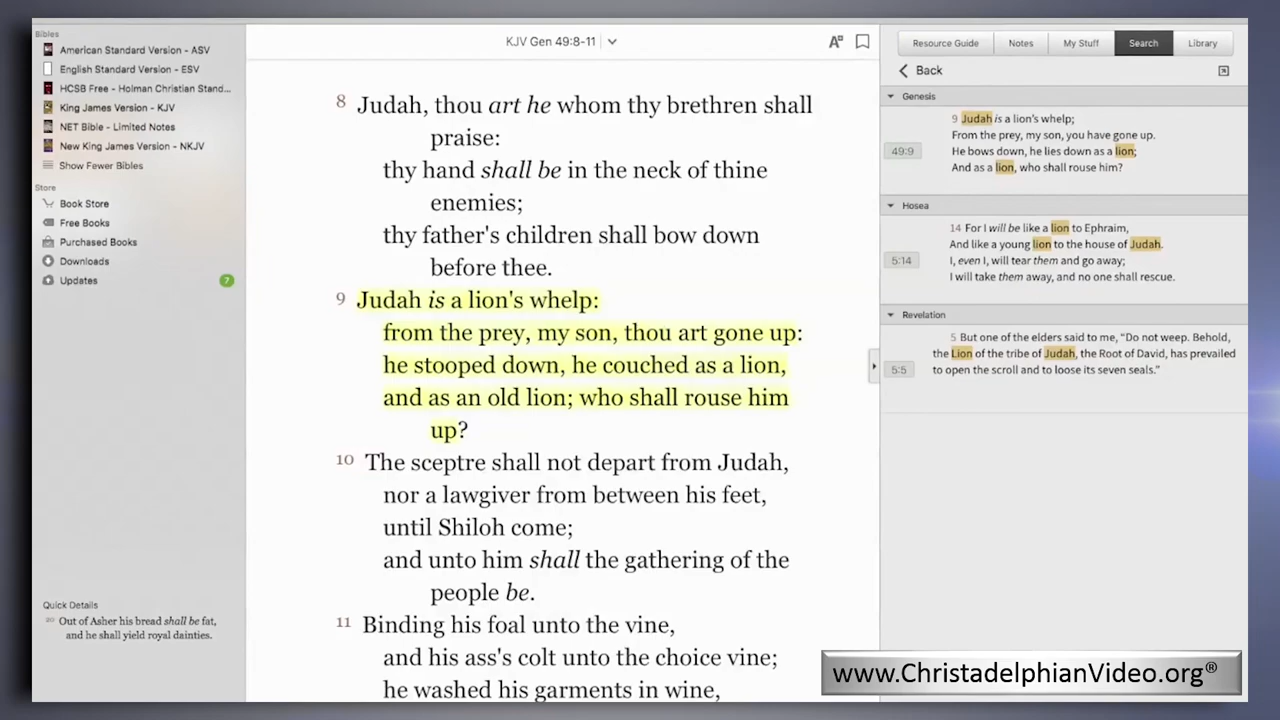 Bibles
American Standard Version - ASV
English Standard Version - ESV
HCSB Free - Holman Christian Stand...
King James Version - KJV
NET Bible - Limited Notes
New King James Version - NKJV
Show Fewer Bibles
Store
Book Store
Free Books
Purchased Books
Downloads
Updates 7
Quick Details
20 Out of Asher his bread shall be fat,
and he shall yield royal dainties.
KJV Gen 49:8-11
8 Judah, thou art he whom thy brethren shall
praise:
thy hand shall be in the neck of thine
enemies;
thy father's children shall bow down
before thee.
9 Judah is a lion's whelp:
from the prey, my son, thou art gone up:
he stooped down, he couched as a lion,
and as an old lion; who shall rouse him
up?
10 The sceptre shall not depart from Judah,
nor a lawgiver from between his feet,
until Shiloh come;
and unto him shall the gathering of the
people be.
11 Binding his foal unto the vine,
and his ass's colt unto the choice vine;
he washed his garments in wine,
Resource Guide Notes My Stuff Search Library
Back
Genesis
9 Judah is a lion’s whelp;
From the prey, my son, you have gone up.
49:9 He bows down, he lies down as a lion;
And as a lion, who shall rouse him?
Hosea
14 For I will be like a lion to Ephraim,
And like a young lion to the house of Judah.
5:14 I, even I, will tear them and go away;
I will take them away, and no one shall rescue.
Revelation
5 But one of the elders said to me, “Do not weep. Behold,
the Lion of the tribe of Judah, the Root of David, has prevailed
5:5 to open the scroll and to loose its seven seals.”
www.ChristadelphianVideo.org®